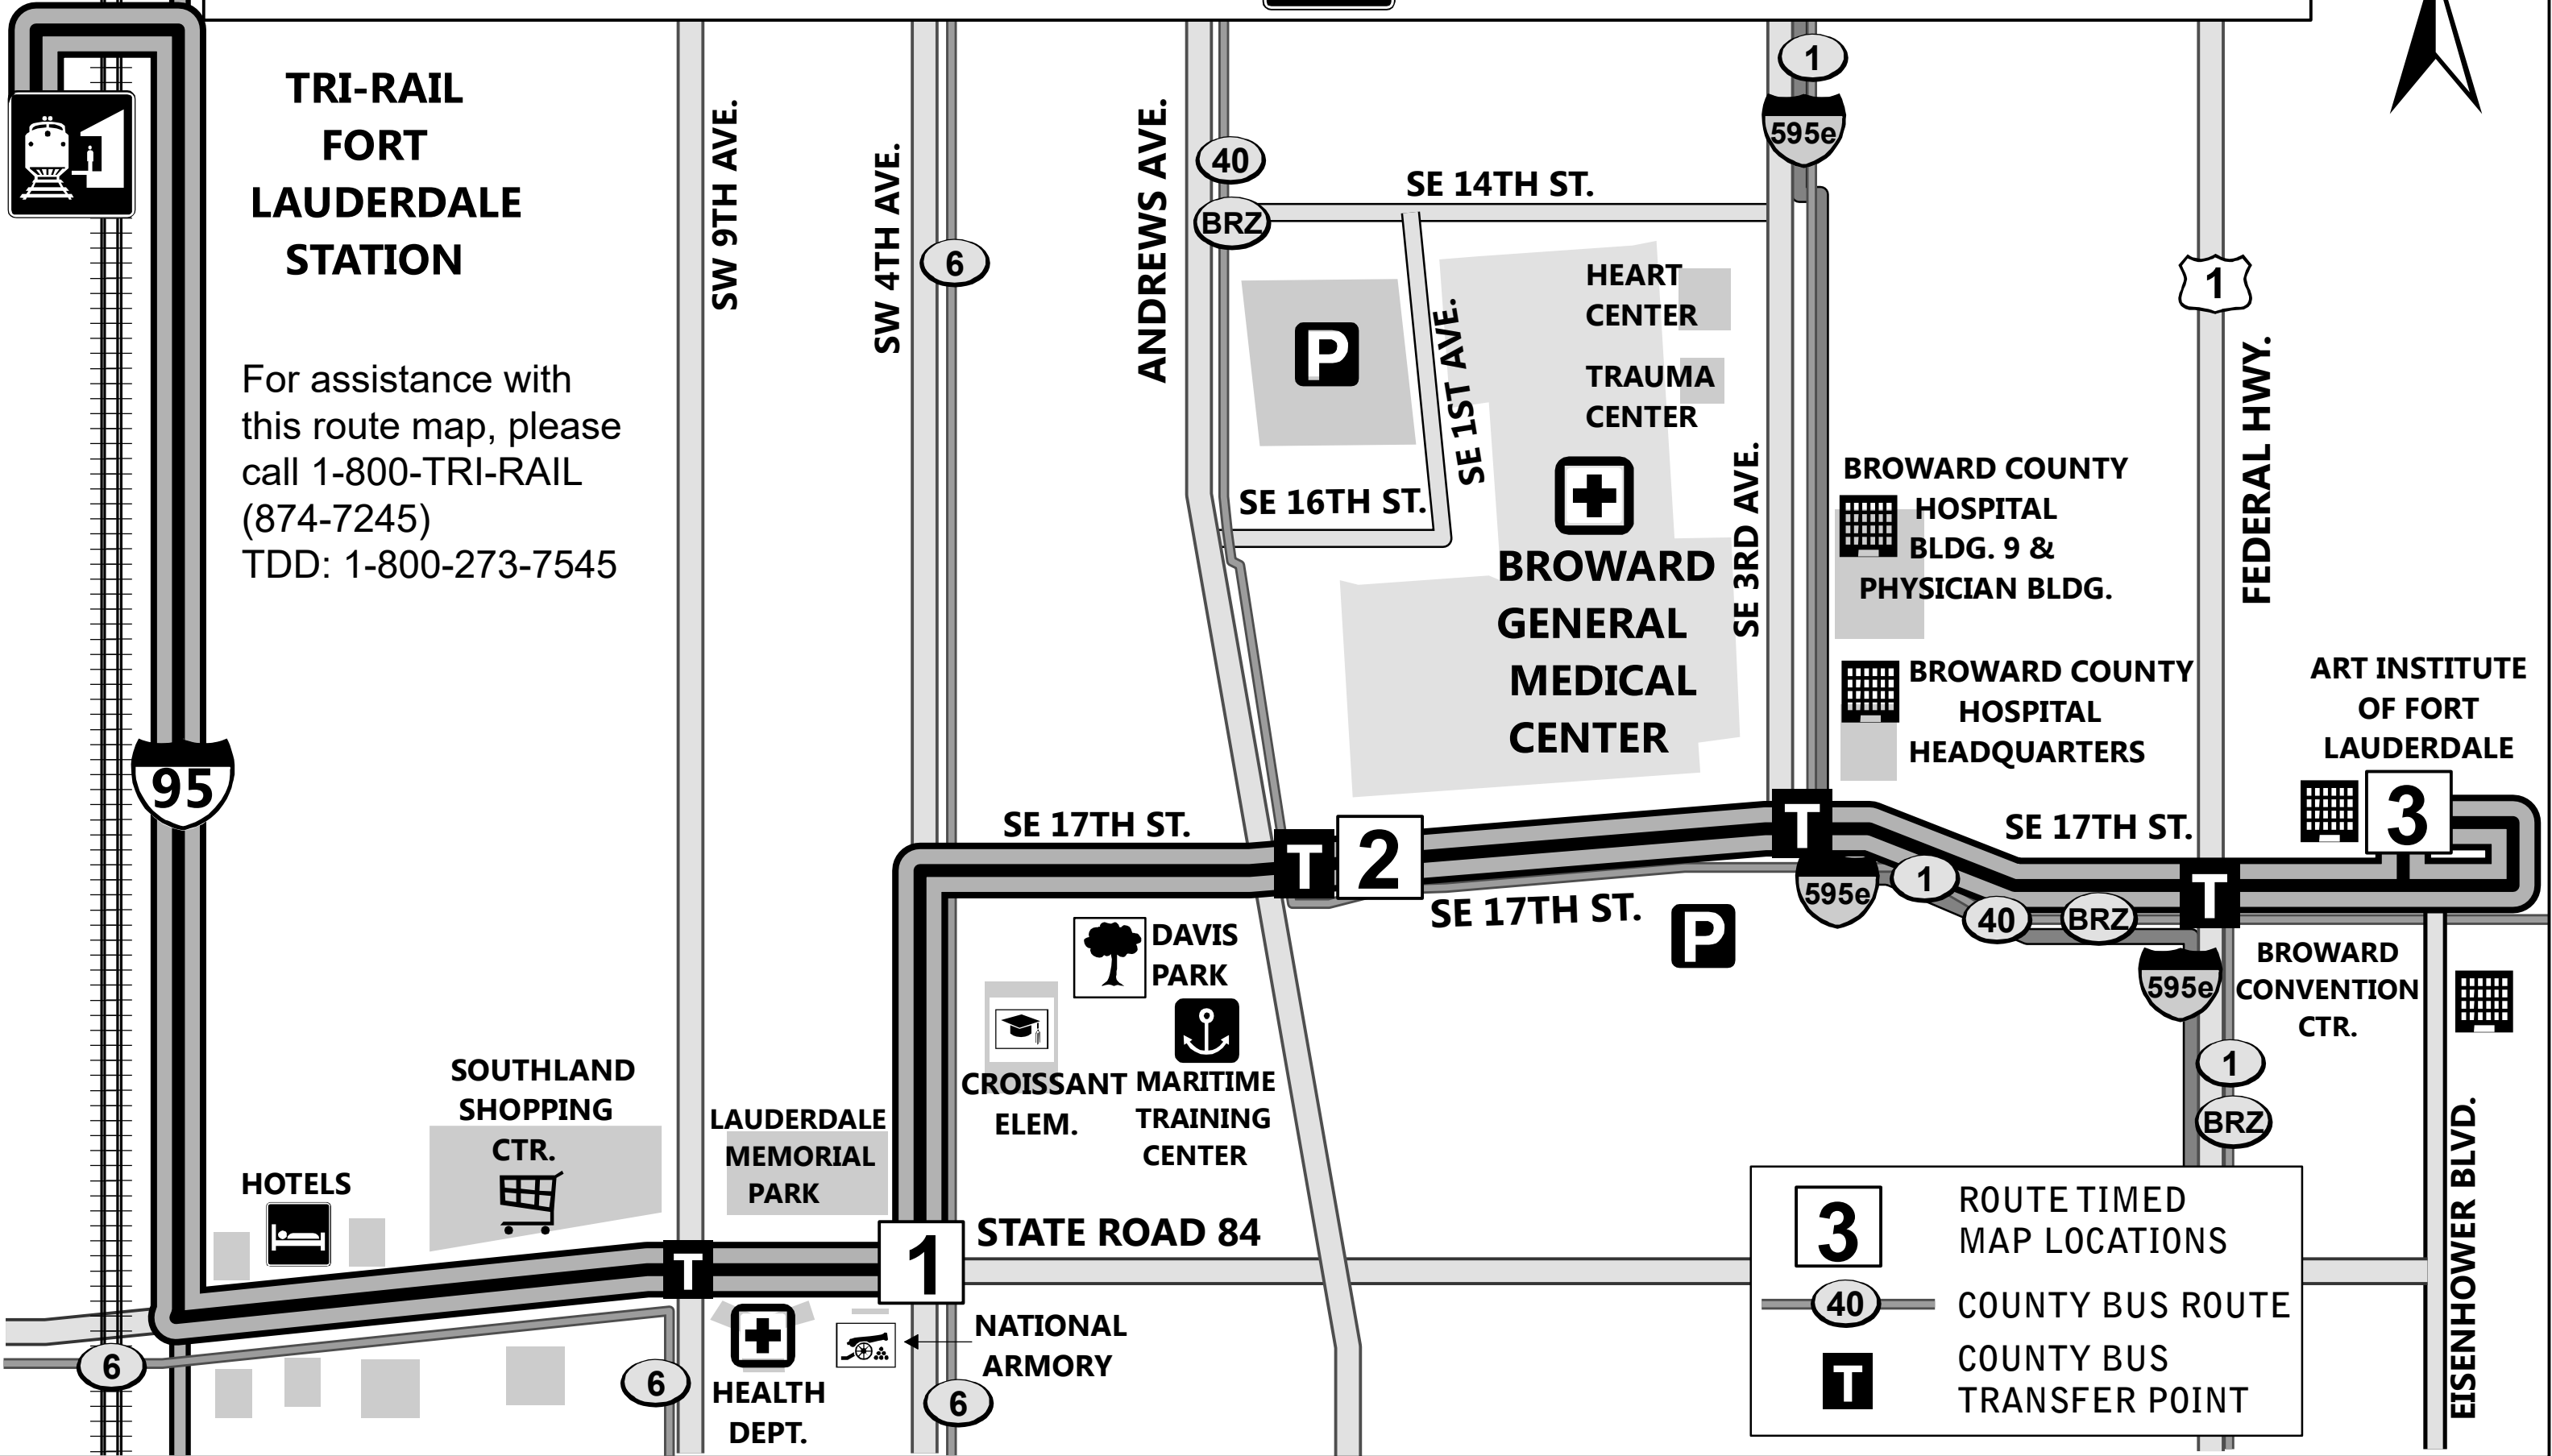 TRI-RAIL
FORT
LAUDERDALE
STATION
For assistance with
this route map, please
call 1-800-TRI-RAIL
(874-7245)
TDD: 1-800-273-7545
SW 9TH AVE.
SW 4TH AVE.
6
ANDREWS AVE.
40
BRZ
SE 14TH ST.
1
595e
P
SE 1ST AVE.
SE 16TH ST.
HEART
CENTER
TRAUMA
CENTER
BROWARD
GENERAL
MEDICAL
CENTER
SE 3RD AVE.
BROWARD COUNTY
HOSPITAL
BLDG. 9 &
PHYSICIAN BLDG.
BROWARD COUNTY
HOSPITAL
HEADQUARTERS
1
FEDERAL HWY.
ART INSTITUTE
OF FORT
LAUDERDALE
3
95
SE 17TH ST.
T
2
SE 17TH ST.
P
T
595e
1
40
BRZ
SE 17TH ST.
T
595e
BROWARD
CONVENTION
CTR.
1
BRZ
EISENHOWER BLVD.
DAVIS
PARK
CROISSANT
ELEM.
MARITIME
TRAINING
CENTER
SOUTHLAND
SHOPPING
CTR.
HOTELS
LAUDERDALE
MEMORIAL
PARK
T
1
STATE ROAD 84
6
6
HEALTH
DEPT.
NATIONAL
ARMORY
6
3
ROUTE TIMED
MAP LOCATIONS
40
COUNTY BUS ROUTE
T
COUNTY BUS
TRANSFER POINT